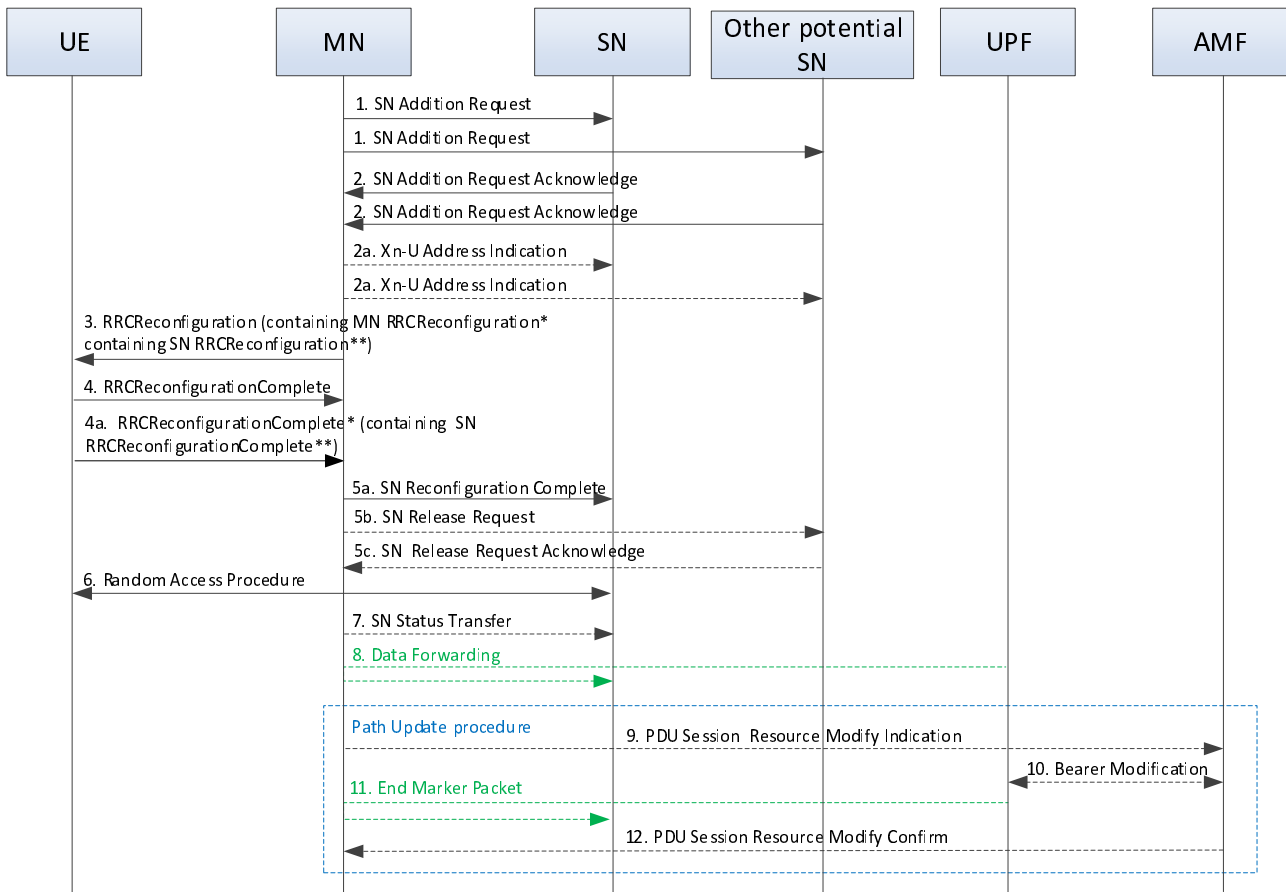 UE
MN
SN
Other potential
SN
UPF
AMF
1. SN Addition Request
1. SN Addition Request
2. SN Addition Request Acknowledge
2. SN Addition Request Acknowledge
2a. Xn-U Address Indication
2a. Xn-U Address Indication
3. RRCReconfiguration (containing MN RRCReconfiguration*
containing SN RRCReconfiguration**)
4. RRCReconfigurationComplete
4a. RRCReconfigurationComplete* (containing SN
RRCReconfigurationComplete**)
5a. SN Reconfiguration Complete
5b. SN Release Request
5c. SN Release Request Acknowledge
6. Random Access Procedure
7. SN Status Transfer
8. Data Forwarding
Path Update procedure
9. PDU Session Resource Modify Indication
10. Bearer Modification
11. End Marker Packet
12. PDU Session Resource Modify Confirm